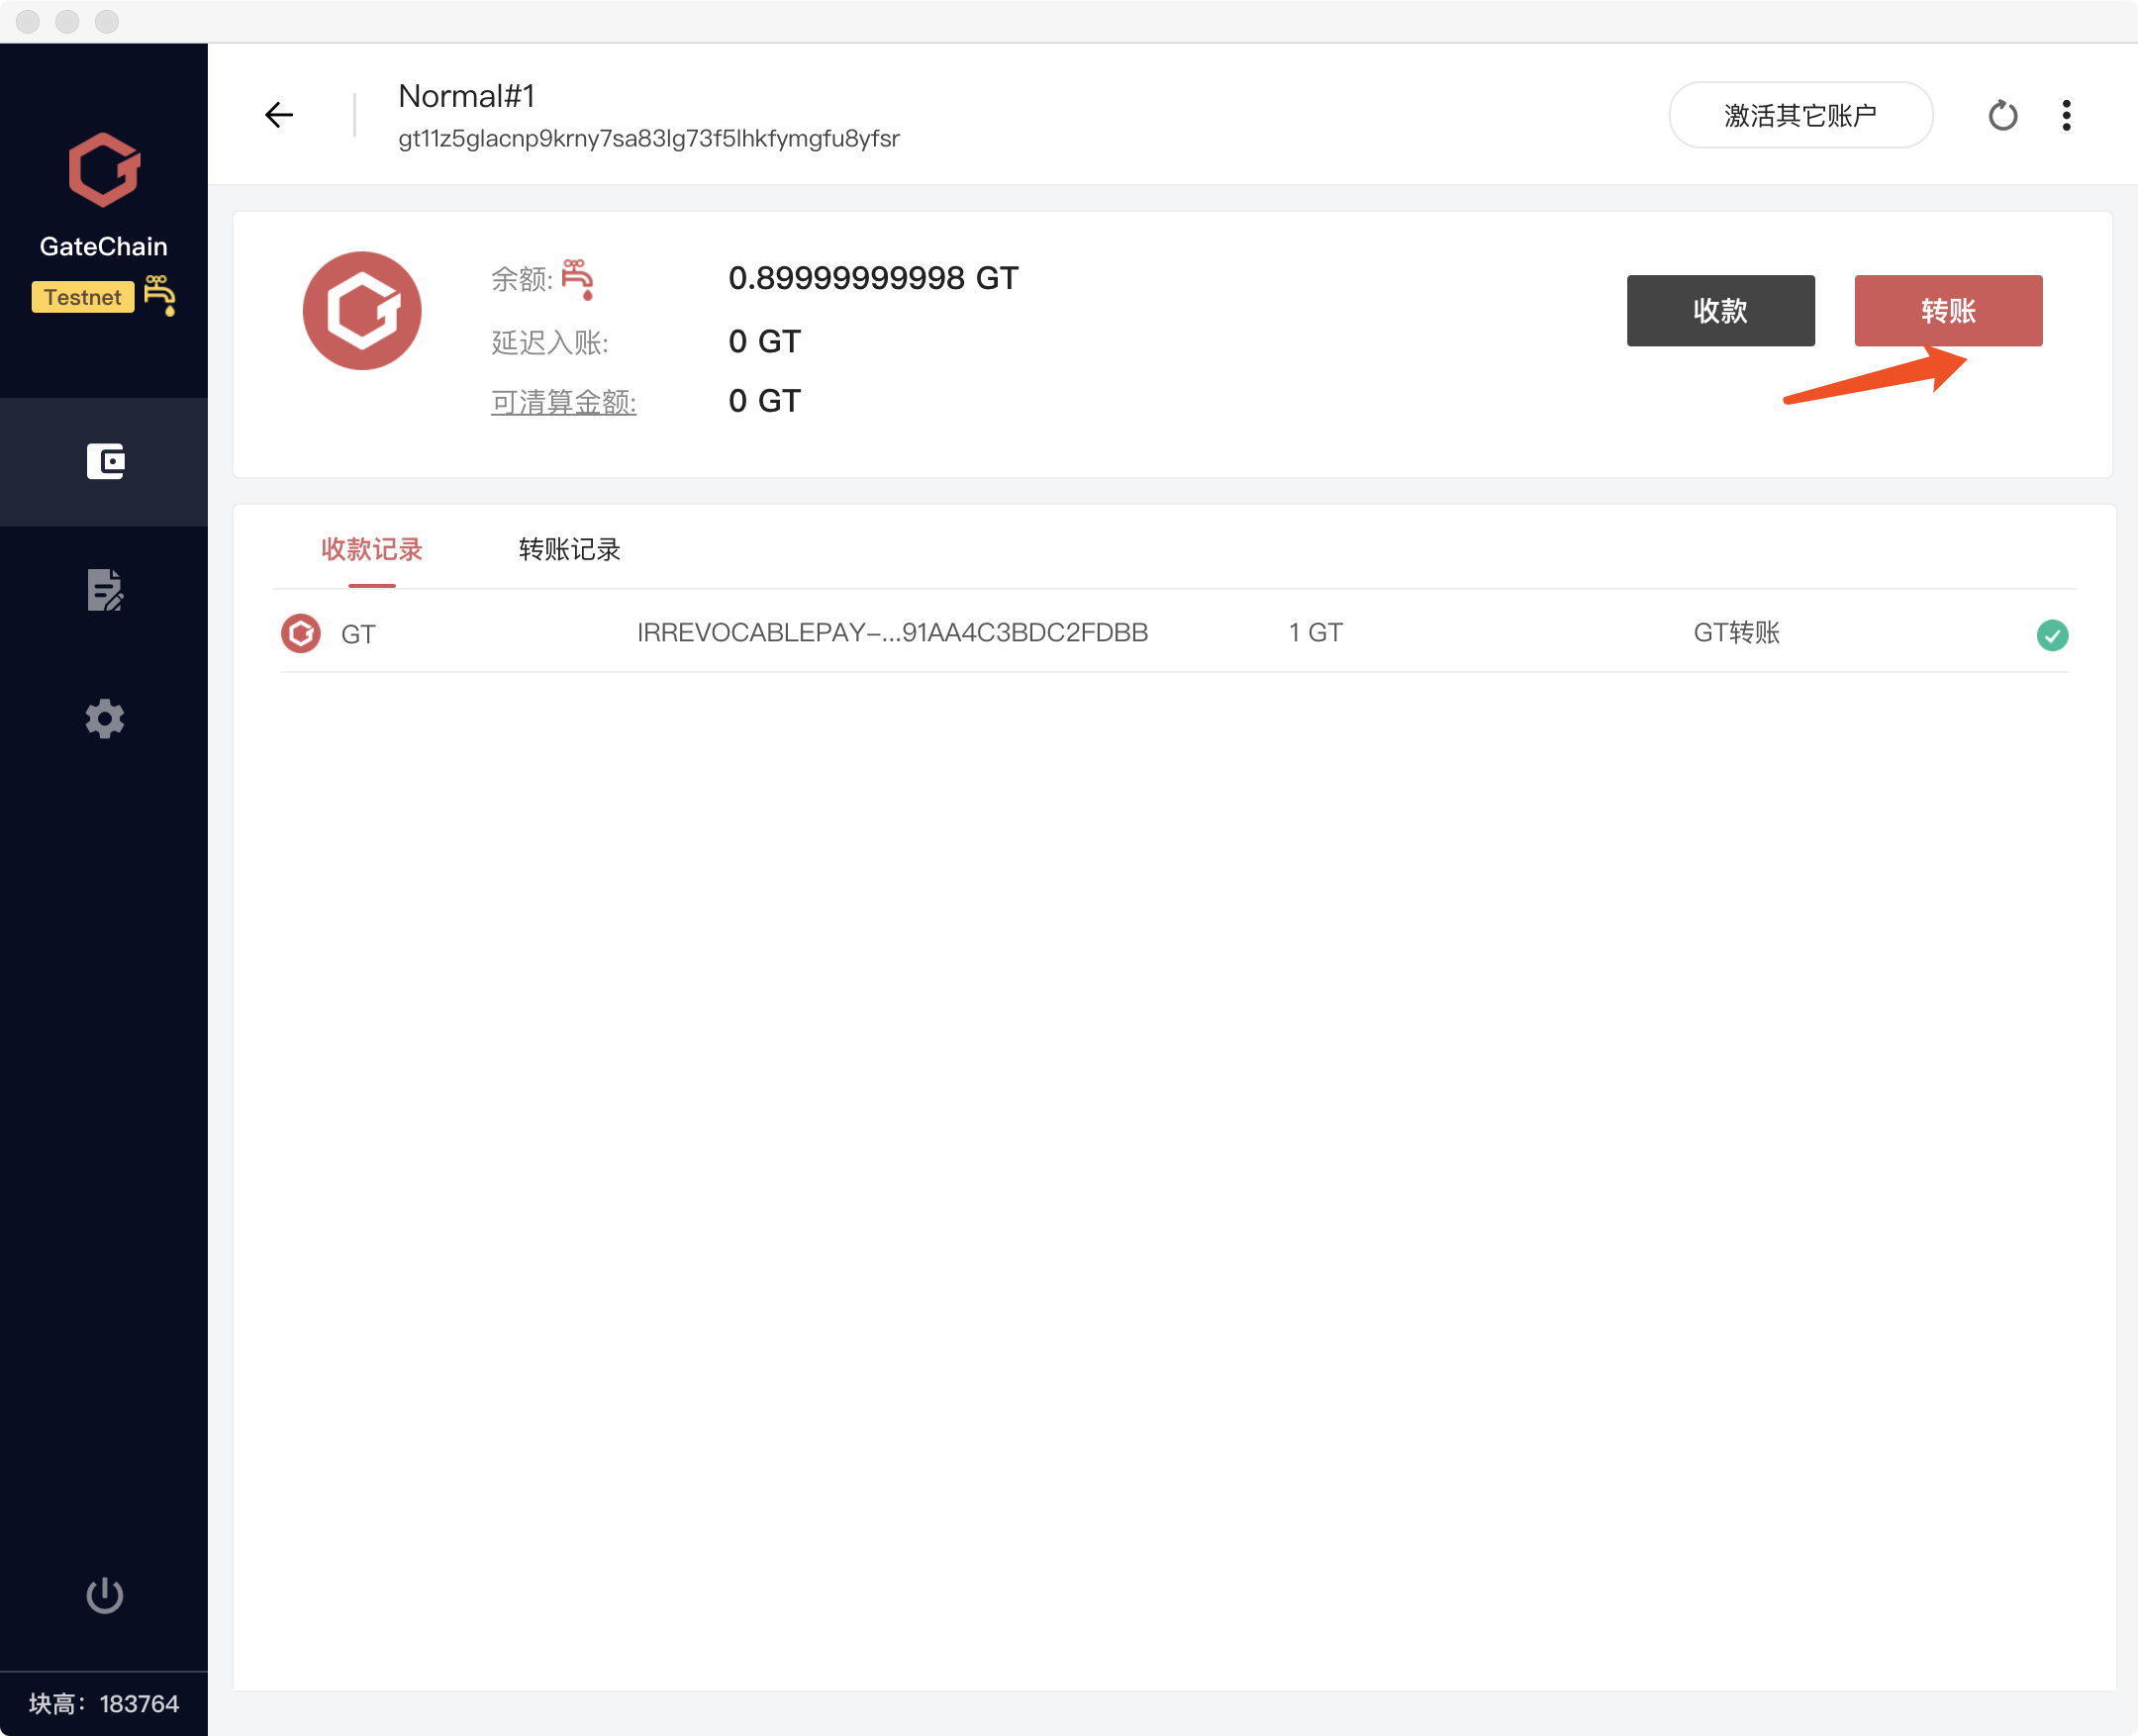 Normal#1
gt11z5glacnp9krny7sa83lg73f5lhkfymgfu8yfsr
激活其它账户
GateChain
Testnet
余额: 0.89999999998 GT
延迟入账: 0 GT
可清算金额: 0 GT
收款 转账
收款记录 转账记录
GT IRREVOCABLEPAY-...91AA4C3BDC2FDBB 1 GT GT转账
块高: 183764